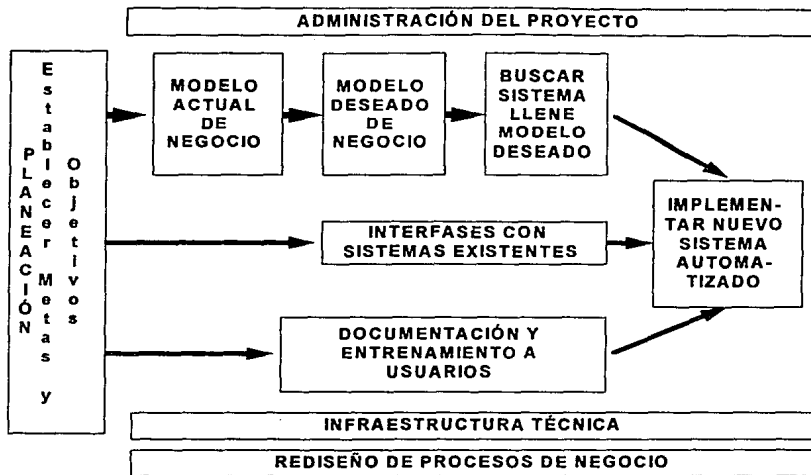 ADMINISTRACIÓN DEL PROYECTO
PLANEACIÓN
Establecer Metas y
Objetivos
MODELO
ACTUAL
DE
NEGOCIO
MODELO
DESEADO
DE
NEGOCIO
BUSCAR
SISTEMA
LLENE
MODELO
DESEADO
INTERFASES CON
SISTEMAS EXISTENTES
IMPLEMEN-
TAR NUEVO
SISTEMA
AUTOMA-
TIZADO
DOCUMENTACIÓN Y
ENTRENAMIENTO A
USUARIOS
INFRAESTRUCTURA TÉCNICA
REDISEÑO DE PROCESOS DE NEGOCIO